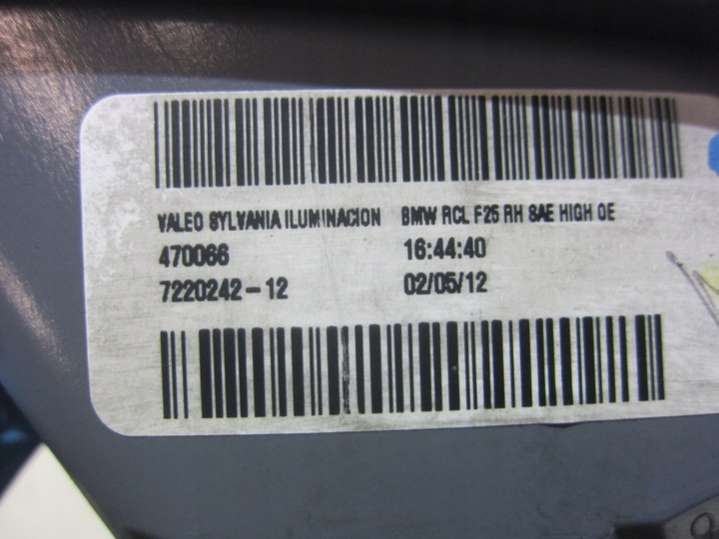 VALEO SYLVANIA ILUMINACION BMW RCL F25 RH SAE HIGH OE
470066 16:44:40
7220242-12 02/05/12